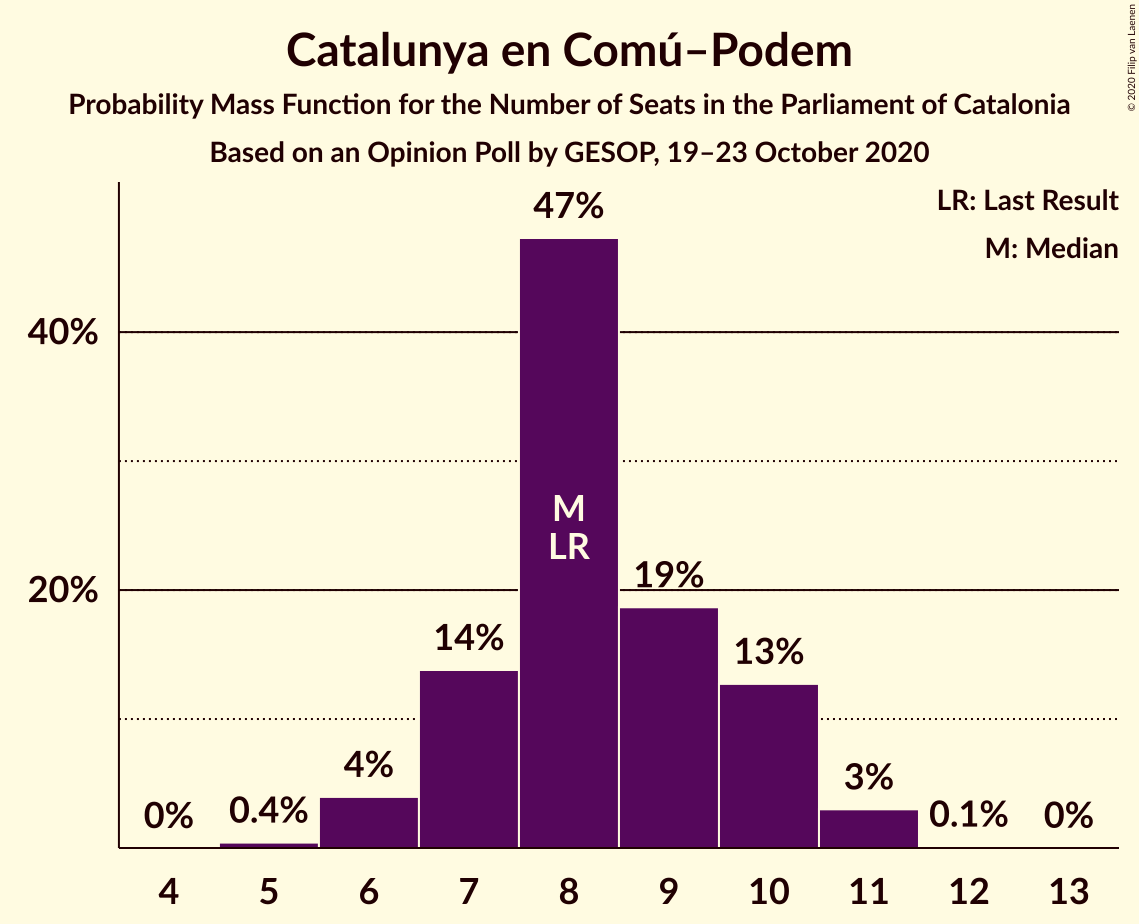 Catalunya en Comú–Podem
Probability Mass Function for the Number of Seats in the Parliament of Catalonia
Based on an Opinion Poll by GESOP, 19–23 October 2020
© 2020 Filip van Laenen
LR: Last Result
M: Median
40%
20%
0%
0.4%
4%
14%
47%
M
LR
19%
13%
3%
0.1%
0%
4 5 6 7 8 9 10 11 12 13